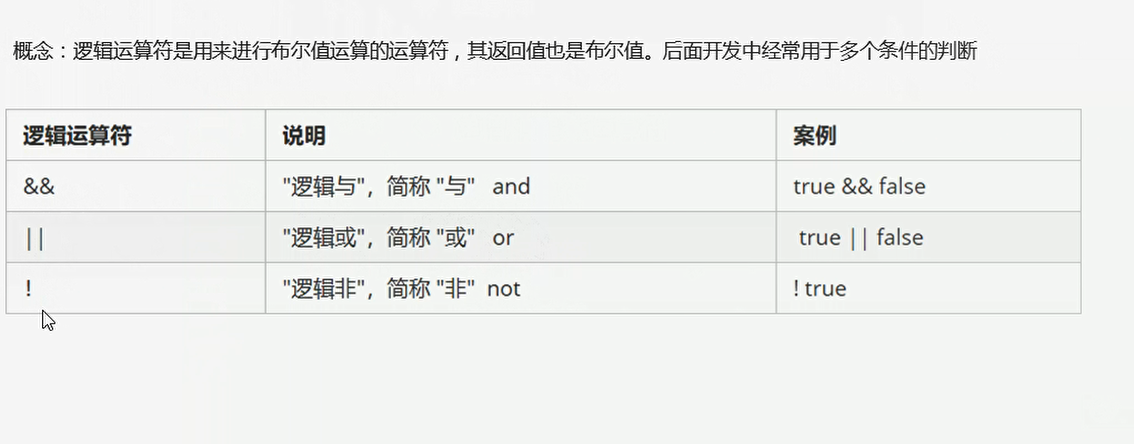 概念：逻辑运算符是用来进行布尔值运算的运算符，其返回值也是布尔值。后面开发中经常用于多个条件的判断
逻辑运算符 说明 案例
&& "逻辑与"，简称 "与" and true && false
|| "逻辑或"，简称 "或" or true || false
! "逻辑非"，简称 "非" not ! true